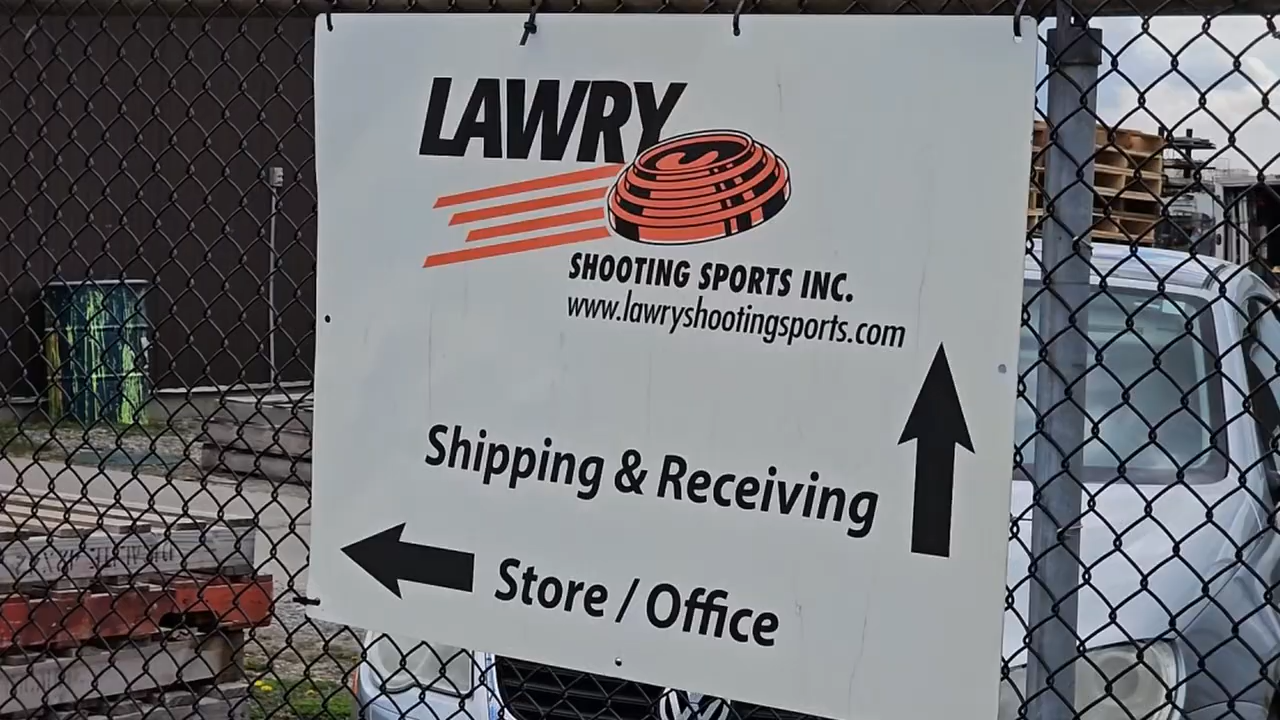 LAWRY
SHOOTING SPORTS INC.
www.lawryshootingsports.com
Shipping & Receiving
Store / Office